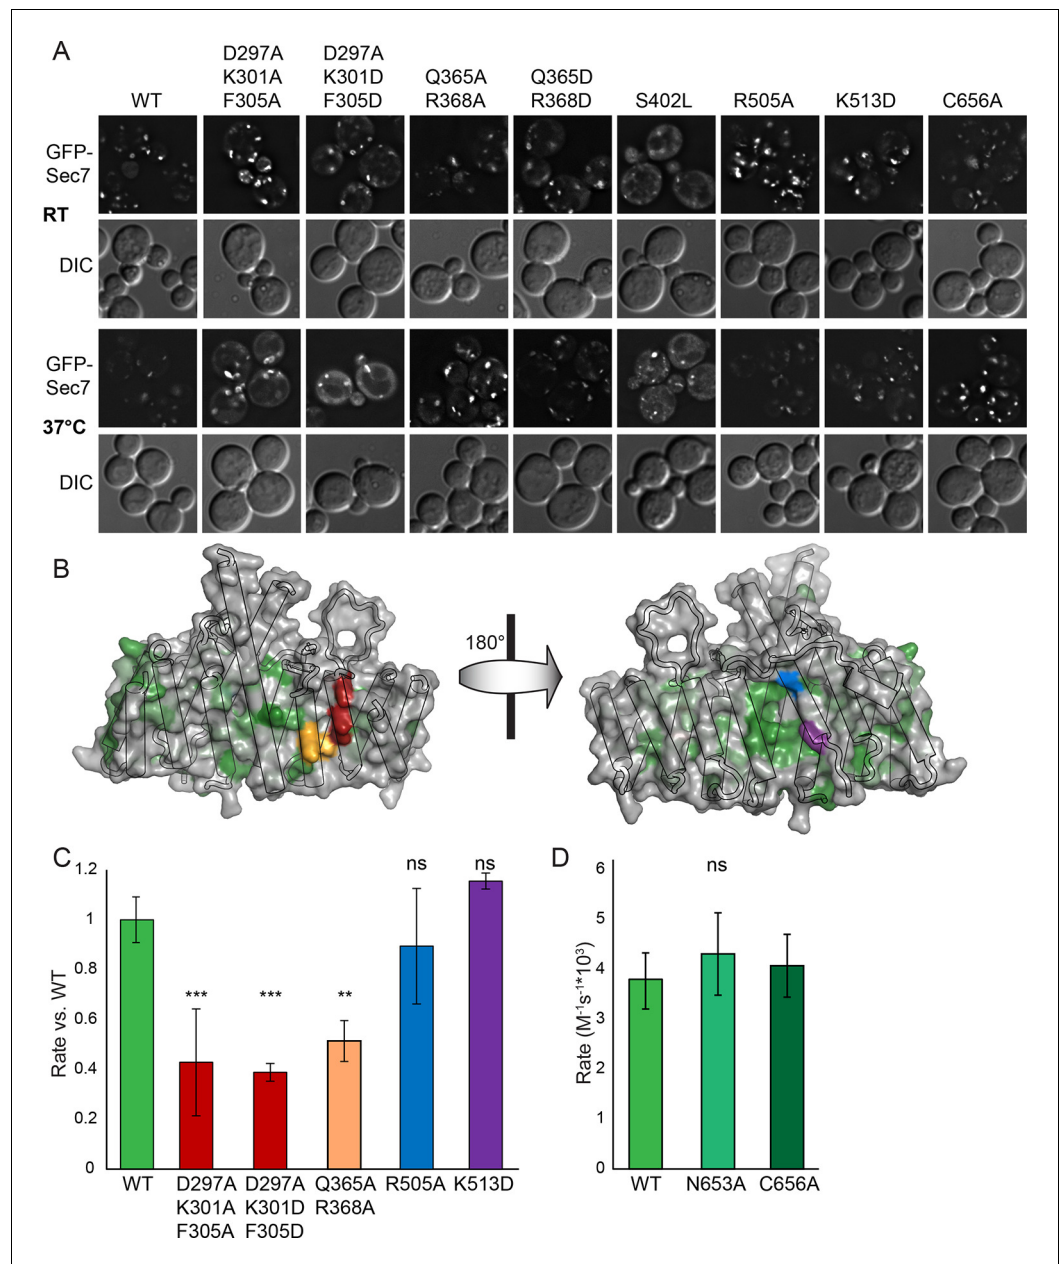 A
D297A D297A
K301A K301D Q365A Q365D
WT F305A F305D R368A R368D S402L R505A K513D C656A
GFP-
Sec7
RT
DIC
GFP-
Sec7
37°C
DIC
B
180°
C
1.2
1
0.8
0.6
0.4
0.2
0
Rate vs. WT
*** *** ** ns ns
WT D297A D297A Q365A R505A K513D
K301A K301D R368A
F305A F305D
D
6
5
4
3
2
1
0
Rate (M⁻¹s⁻¹*10³)
ns
WT N653A C656A